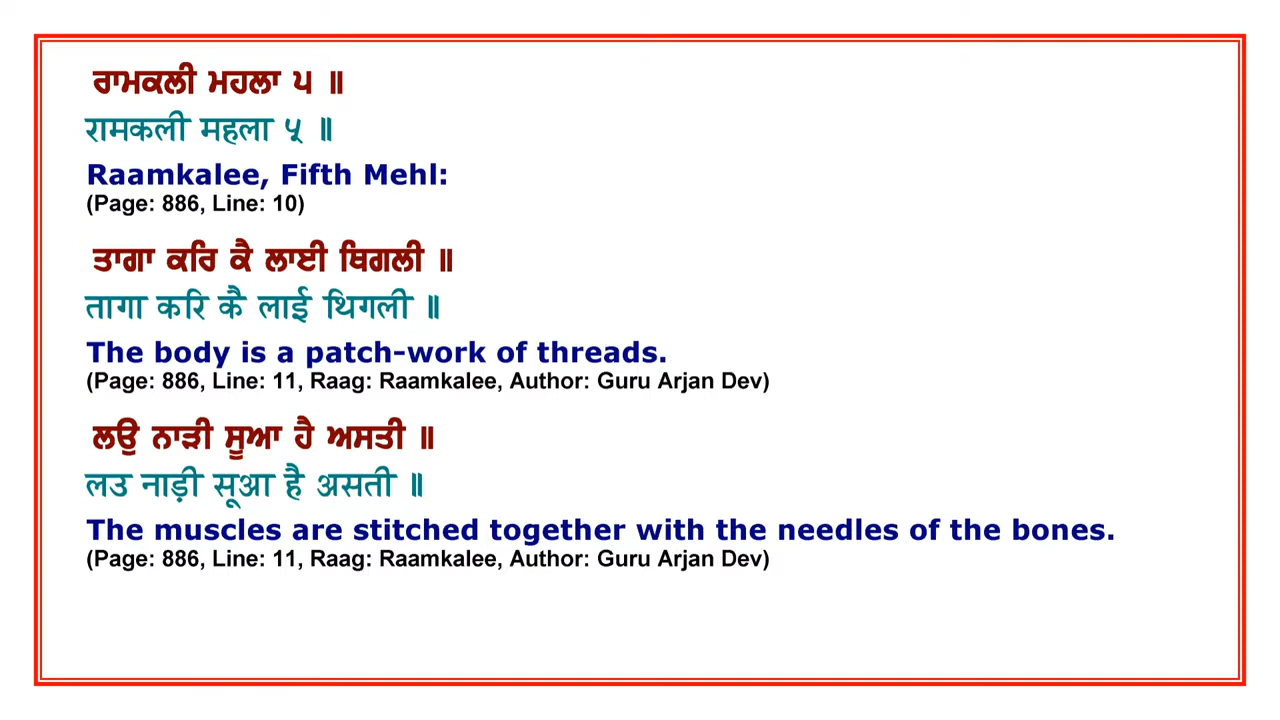 ਰਾਮਕਲੀ ਮਹਲਾ ੫ ॥
रामकली महला ५ ॥
Raamkalee, Fifth Mehl:
(Page: 886, Line: 10)
ਤਾਗਾ ਕਰਿ ਕੈ ਲਾਈ ਥਿਗਲੀ ॥
तागा करि कै लाई थिगली ॥
The body is a patch-work of threads.
(Page: 886, Line: 11, Raag: Raamkalee, Author: Guru Arjan Dev)
ਲਉ ਨਾੜੀ ਸੂਆ ਹੈ ਅਸਤੀ ॥
लउ नाड़ी सूआ है असती ॥
The muscles are stitched together with the needles of the bones.
(Page: 886, Line: 11, Raag: Raamkalee, Author: Guru Arjan Dev)